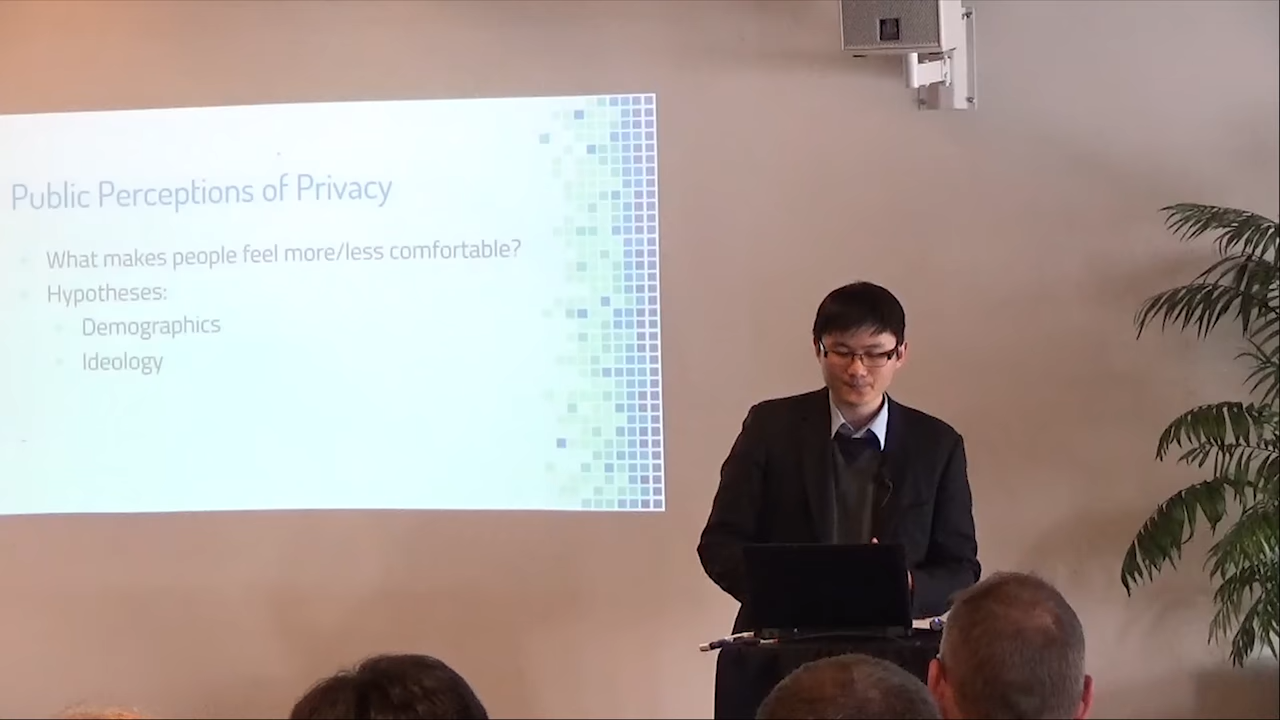 Public Perceptions of Privacy
What makes people feel more/less comfortable?
Hypotheses:
Demographics
Ideology